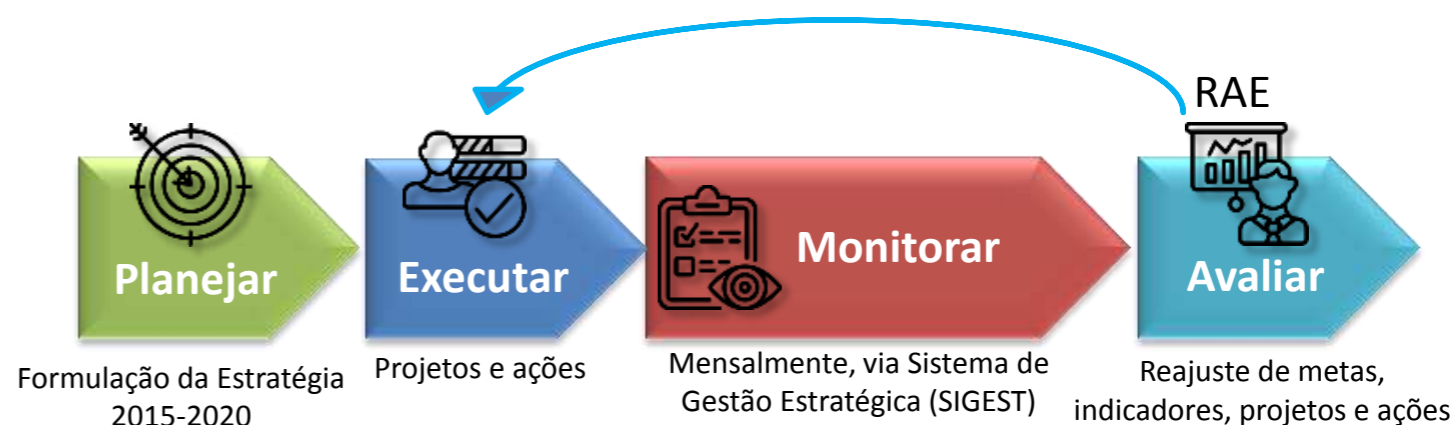 RAE
Planejar
Executar
Monitorar
Avaliar
Formulação da Estratégia
2015-2020
Projetos e ações
Mensalmente, via Sistema de
Gestão Estratégica (SIGEST)
Reajuste de metas,
indicadores, projetos e ações